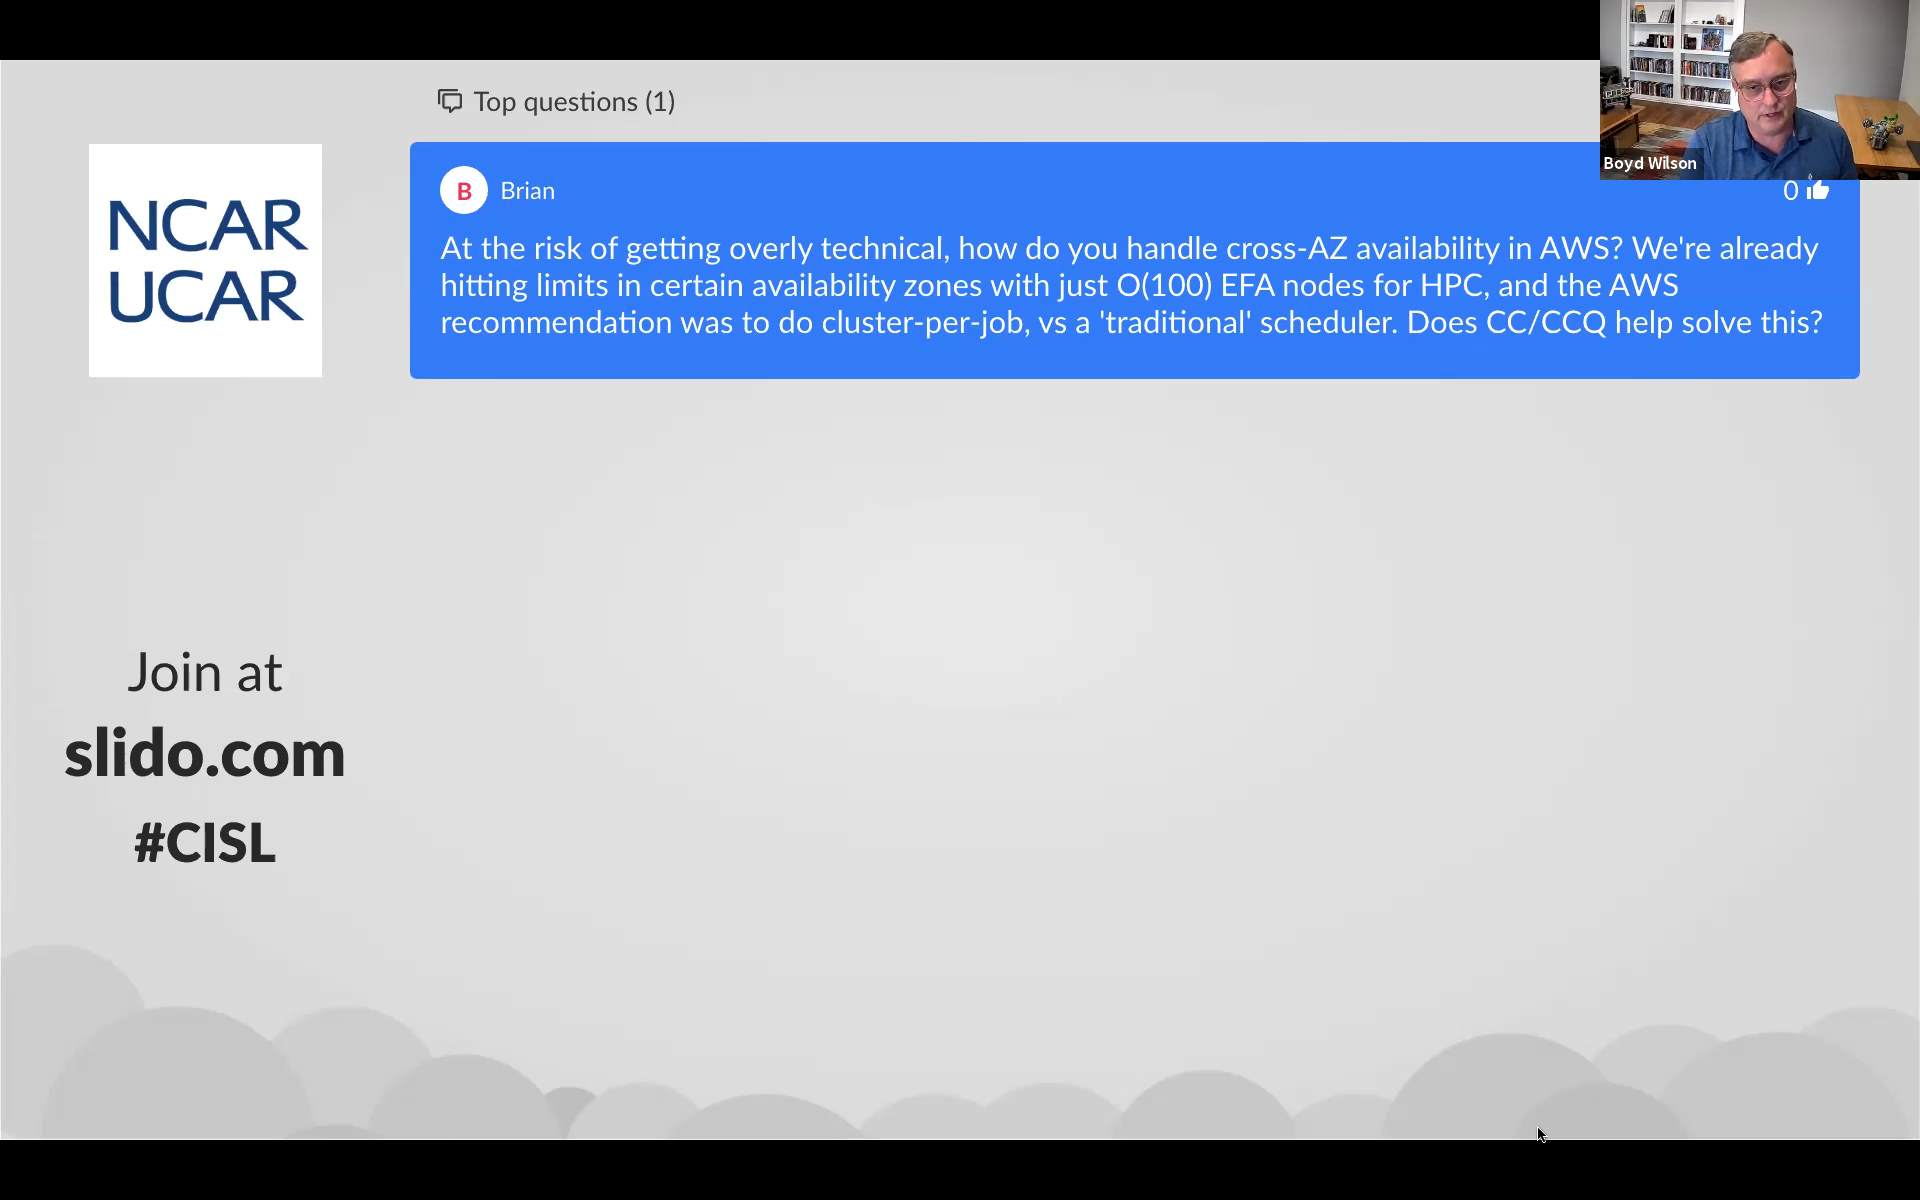 Top questions (1)
NCAR
UCAR
B Brian
0
At the risk of getting overly technical, how do you handle cross-AZ availability in AWS? We're already
hitting limits in certain availability zones with just O(100) EFA nodes for HPC, and the AWS
recommendation was to do cluster-per-job, vs a 'traditional' scheduler. Does CC/CCQ help solve this?
Boyd Wilson
Join at
slido.com
#CISL